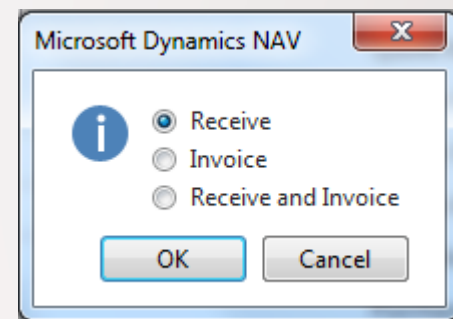 Microsoft Dynamics NAV
Receive
Invoice
Receive and Invoice
OK
Cancel